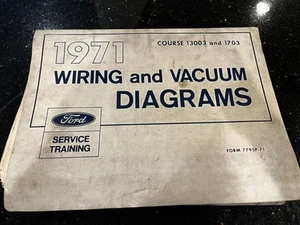 COURSE 13003 and 1703
1971
WIRING and VACUUM
DIAGRAMS
Ford
SERVICE
TRAINING
FORM 7795P-71